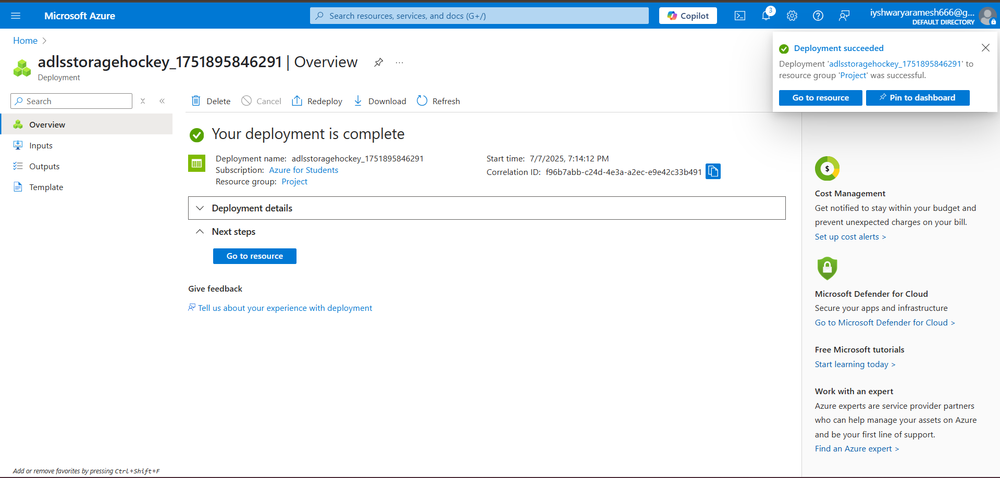 Microsoft Azure
Search resources, services, and docs (G+/)
Copilot
3
iyshwaryaramesh666@g...
DEFAULT DIRECTORY
Home
adlsstoragehockey_1751895846291 | Overview
Deployment
Deployment succeeded
Deployment 'adlsstoragehockey_1751895846291' to
resource group 'Project' was successful.
Go to resource
Pin to dashboard
Search
Delete
Cancel
Redeploy
Download
Refresh
Overview
Inputs
Outputs
Template
Your deployment is complete
Deployment name: adlsstoragehockey_1751895846291
Subscription: Azure for Students
Resource group: Project
Start time: 7/7/2025, 7:14:12 PM
Correlation ID: f96b7abb-c24d-4e3a-a2ec-e9e42c33b491
Deployment details
Next steps
Go to resource
Give feedback
Tell us about your experience with deployment
$
Cost Management
Get notified to stay within your budget and
prevent unexpected charges on your bill.
Set up cost alerts >
Microsoft Defender for Cloud
Secure your apps and infrastructure
Go to Microsoft Defender for Cloud >
Free Microsoft tutorials
Start learning today >
Work with an expert
Azure experts are service provider partners
who can help manage your assets on Azure
and be your first line of support.
Find an Azure expert >
Add or remove favorites by pressing Ctrl+Shift+F